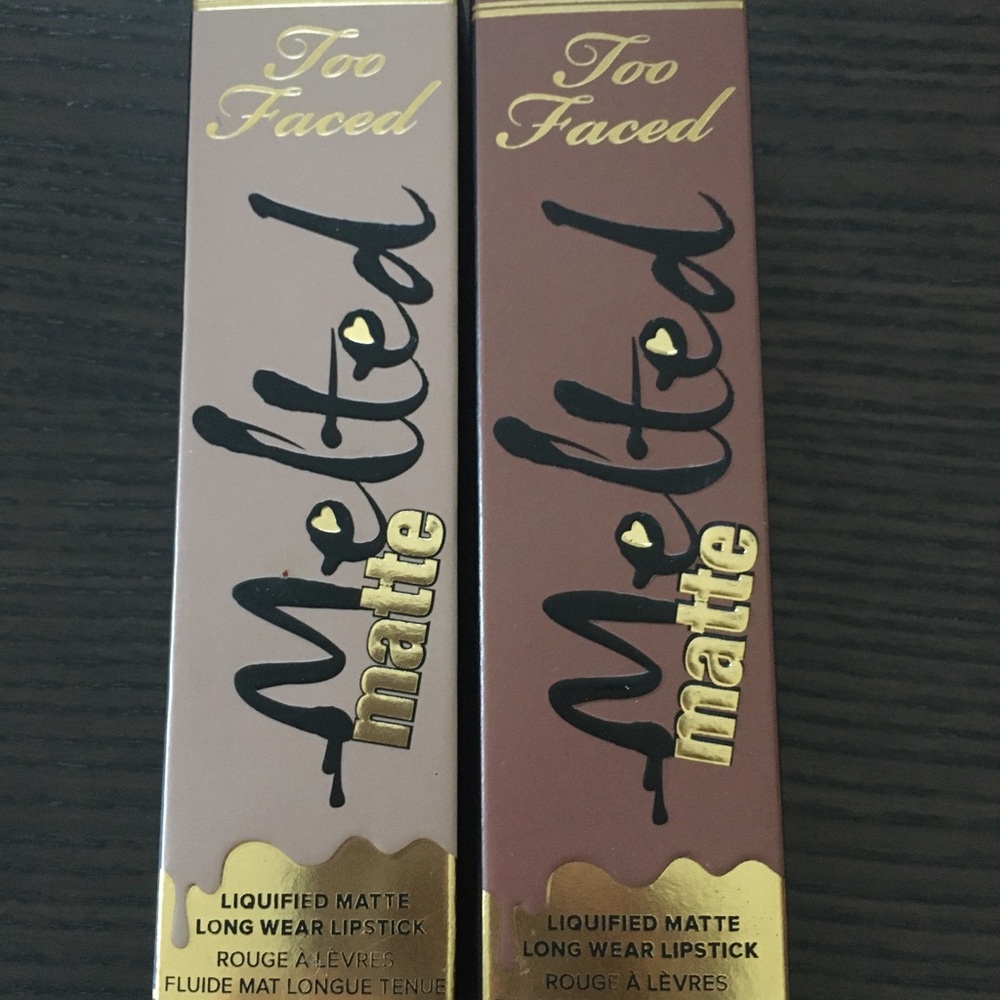 Too
Faced
Melted
matte
LIQUIFIED MATTE
LONG WEAR LIPSTICK
ROUGE À LÈVRES
FLUIDE MAT LONGUE TENUE
Too
Faced
Melted
matte
LIQUIFIED MATTE
LONG WEAR LIPSTICK
ROUGE À LÈVRES